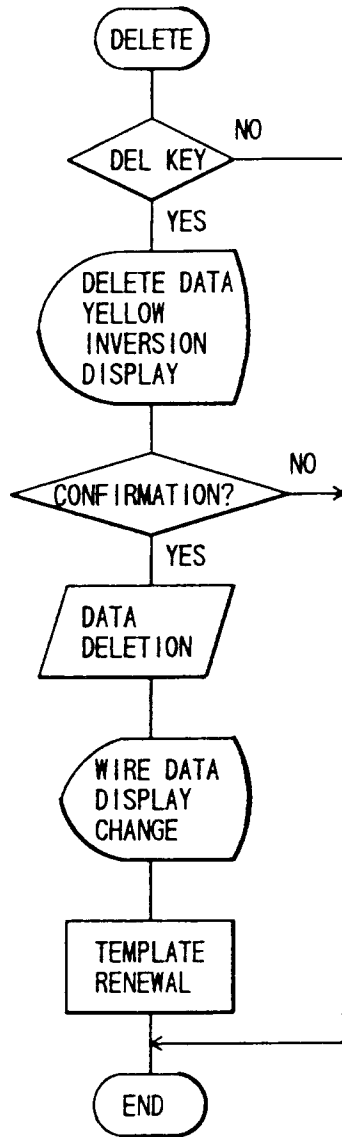 DELETE
DEL KEY
NO
YES
DELETE DATA
YELLOW
INVERSION
DISPLAY
CONFIRMATION?
NO
YES
DATA
DELETION
WIRE DATA
DISPLAY
CHANGE
TEMPLATE
RENEWAL
END